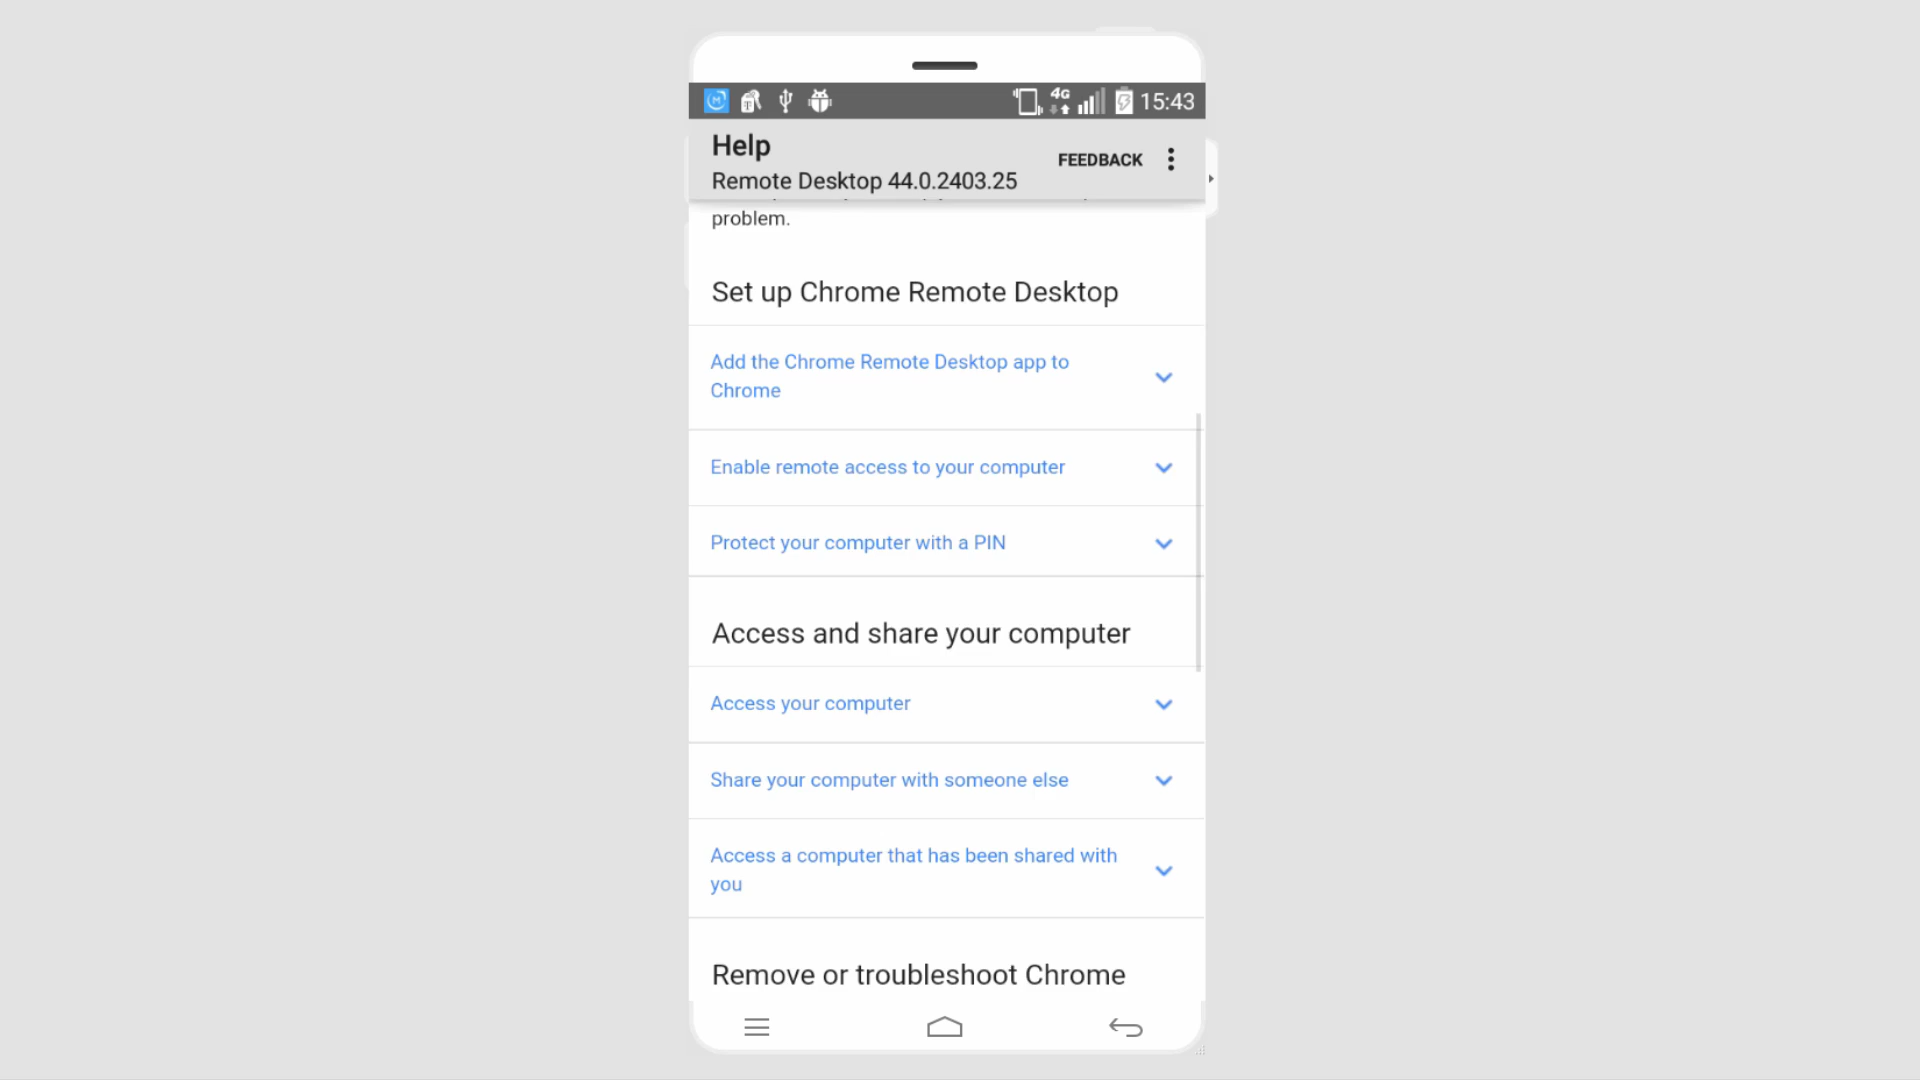 4G
15:43
Help
Remote Desktop 44.0.2403.25
FEEDBACK
problem.
Set up Chrome Remote Desktop
Add the Chrome Remote Desktop app to
Chrome
Enable remote access to your computer
Protect your computer with a PIN
Access and share your computer
Access your computer
Share your computer with someone else
Access a computer that has been shared with
you
Remove or troubleshoot Chrome